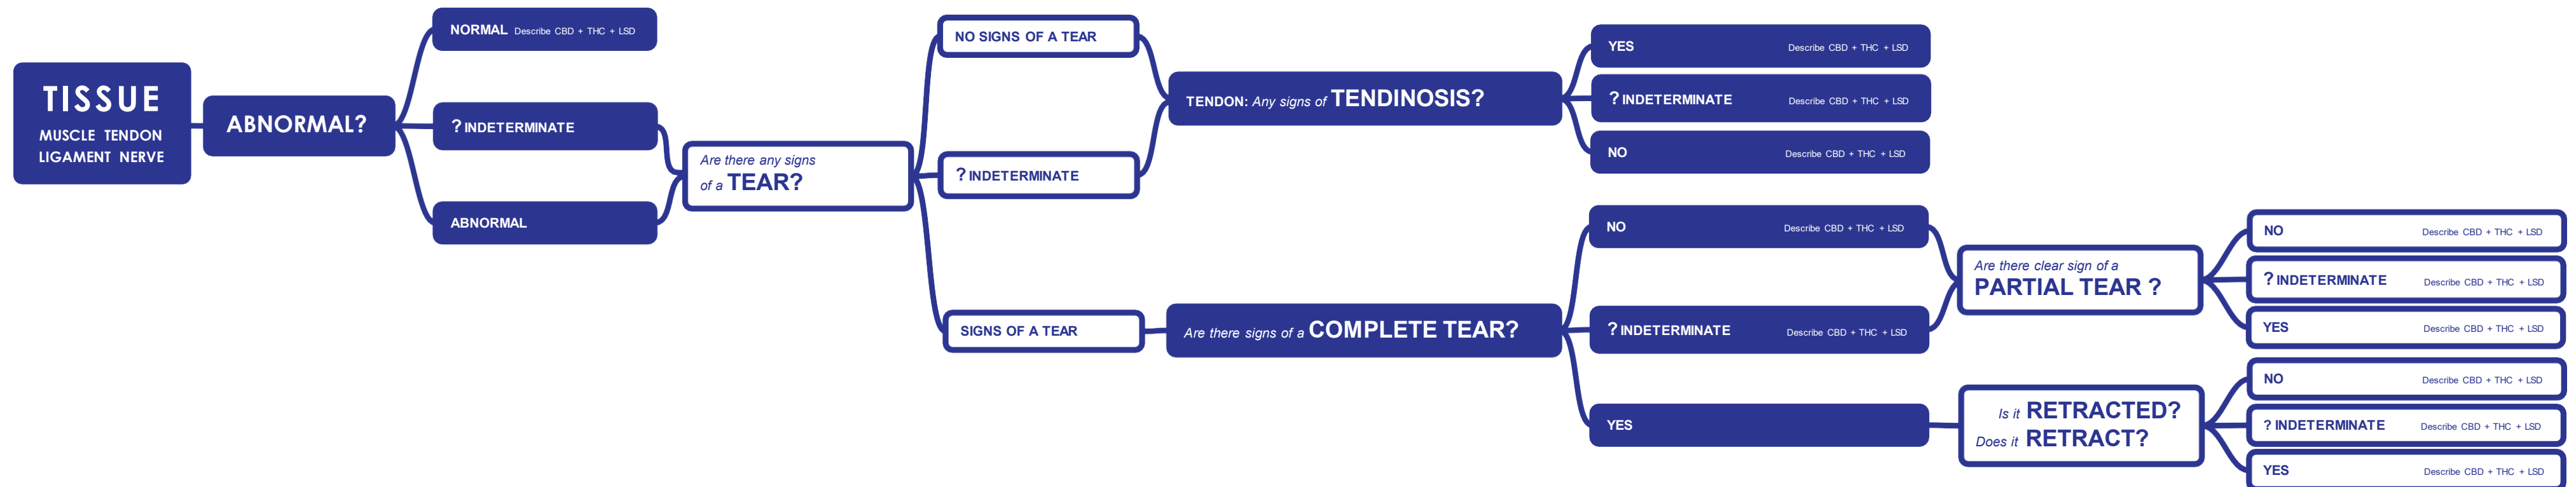 TISSUE
MUSCLE TENDON
LIGAMENT NERVE
ABNORMAL?
NORMAL Describe CBD + THC + LSD
? INDETERMINATE
ABNORMAL
Are there any signs
of a TEAR?
NO SIGNS OF A TEAR
? INDETERMINATE
SIGNS OF A TEAR
TENDON: Any signs of TENDINOSIS?
YES Describe CBD + THC + LSD
? INDETERMINATE Describe CBD + THC + LSD
NO Describe CBD + THC + LSD
Are there signs of a COMPLETE TEAR?
NO Describe CBD + THC + LSD
? INDETERMINATE Describe CBD + THC + LSD
YES
Are there clear sign of a
PARTIAL TEAR ?
NO Describe CBD + THC + LSD
? INDETERMINATE Describe CBD + THC + LSD
YES Describe CBD + THC + LSD
Is it RETRACTED?
Does it RETRACT?
NO Describe CBD + THC + LSD
? INDETERMINATE Describe CBD + THC + LSD
YES Describe CBD + THC + LSD